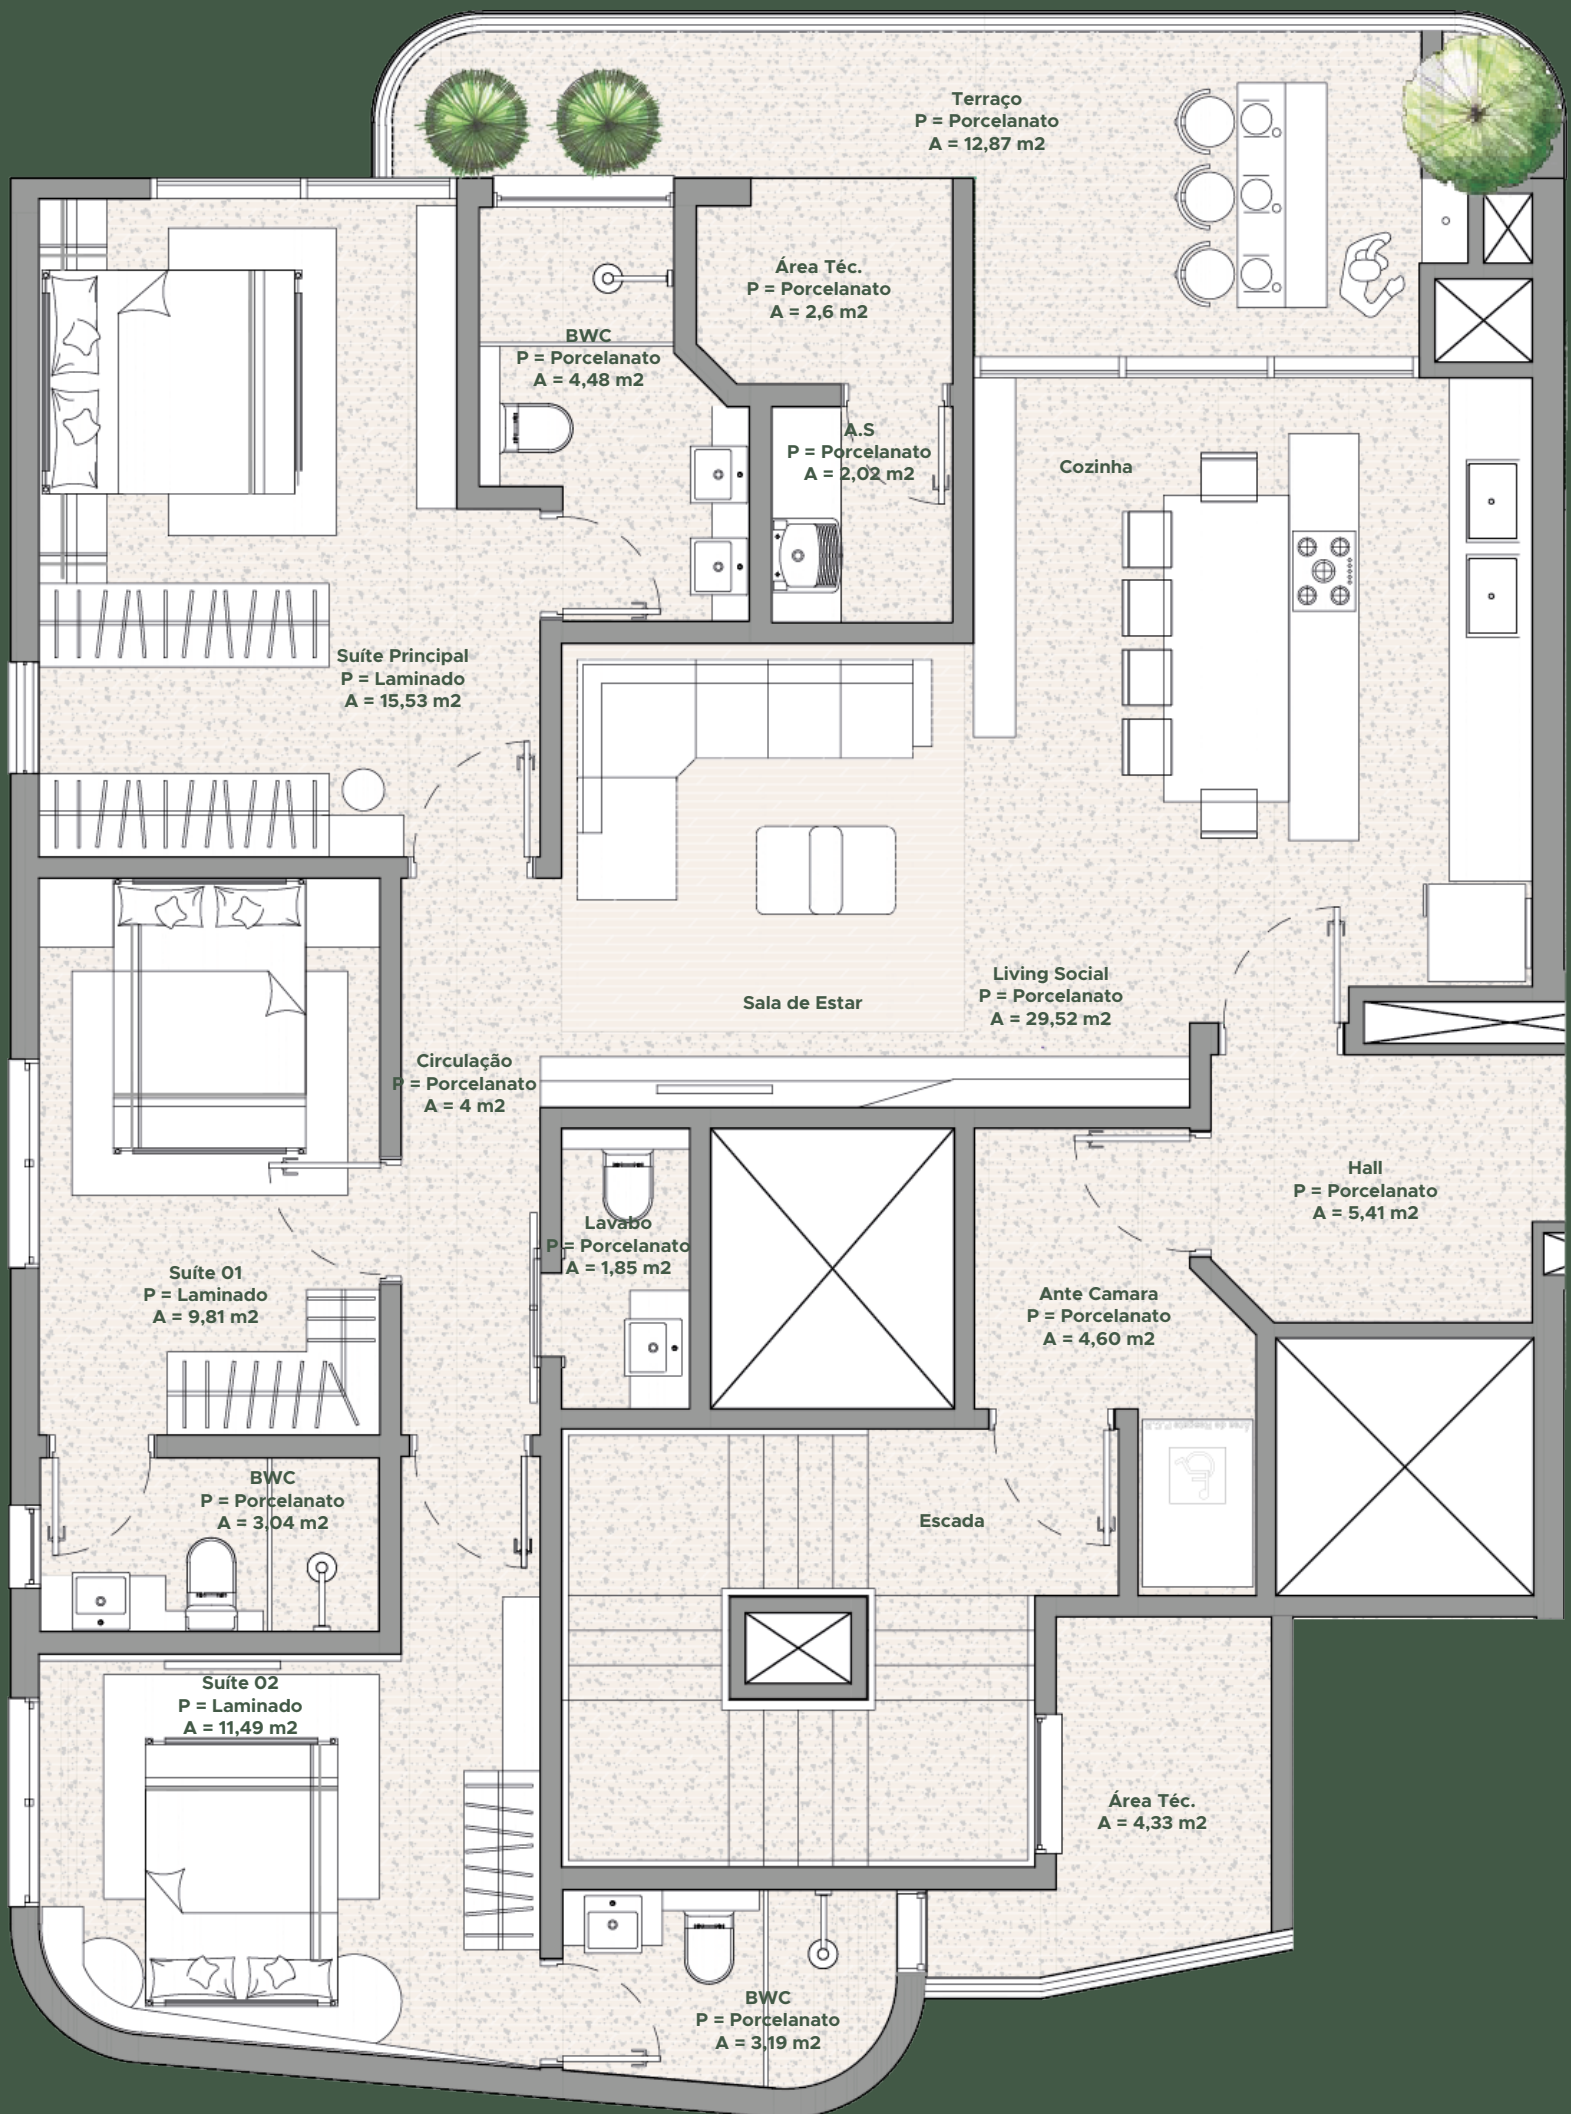 Terraço
P = Porcelanato
A = 12,87 m2
Área Téc.
P = Porcelanato
A = 2,6 m2
BWC
P = Porcelanato
A = 4,48 m2
A.S
P = Porcelanato
A = 2,02 m2
Cozinha
Suíte Principal
P = Laminado
A = 15,53 m2
Living Social
P = Porcelanato
A = 29,52 m2
Sala de Estar
Circulação
P = Porcelanato
A = 4 m2
Hall
P = Porcelanato
A = 5,41 m2
Lavabo
P = Porcelanato
A = 1,85 m2
Suíte 01
P = Laminado
A = 9,81 m2
Ante Camara
P = Porcelanato
A = 4,60 m2
BWC
P = Porcelanato
A = 3,04 m2
Escada
Suíte 02
P = Laminado
A = 11,49 m2
Área Téc.
A = 4,33 m2
BWC
P = Porcelanato
A = 3,19 m2